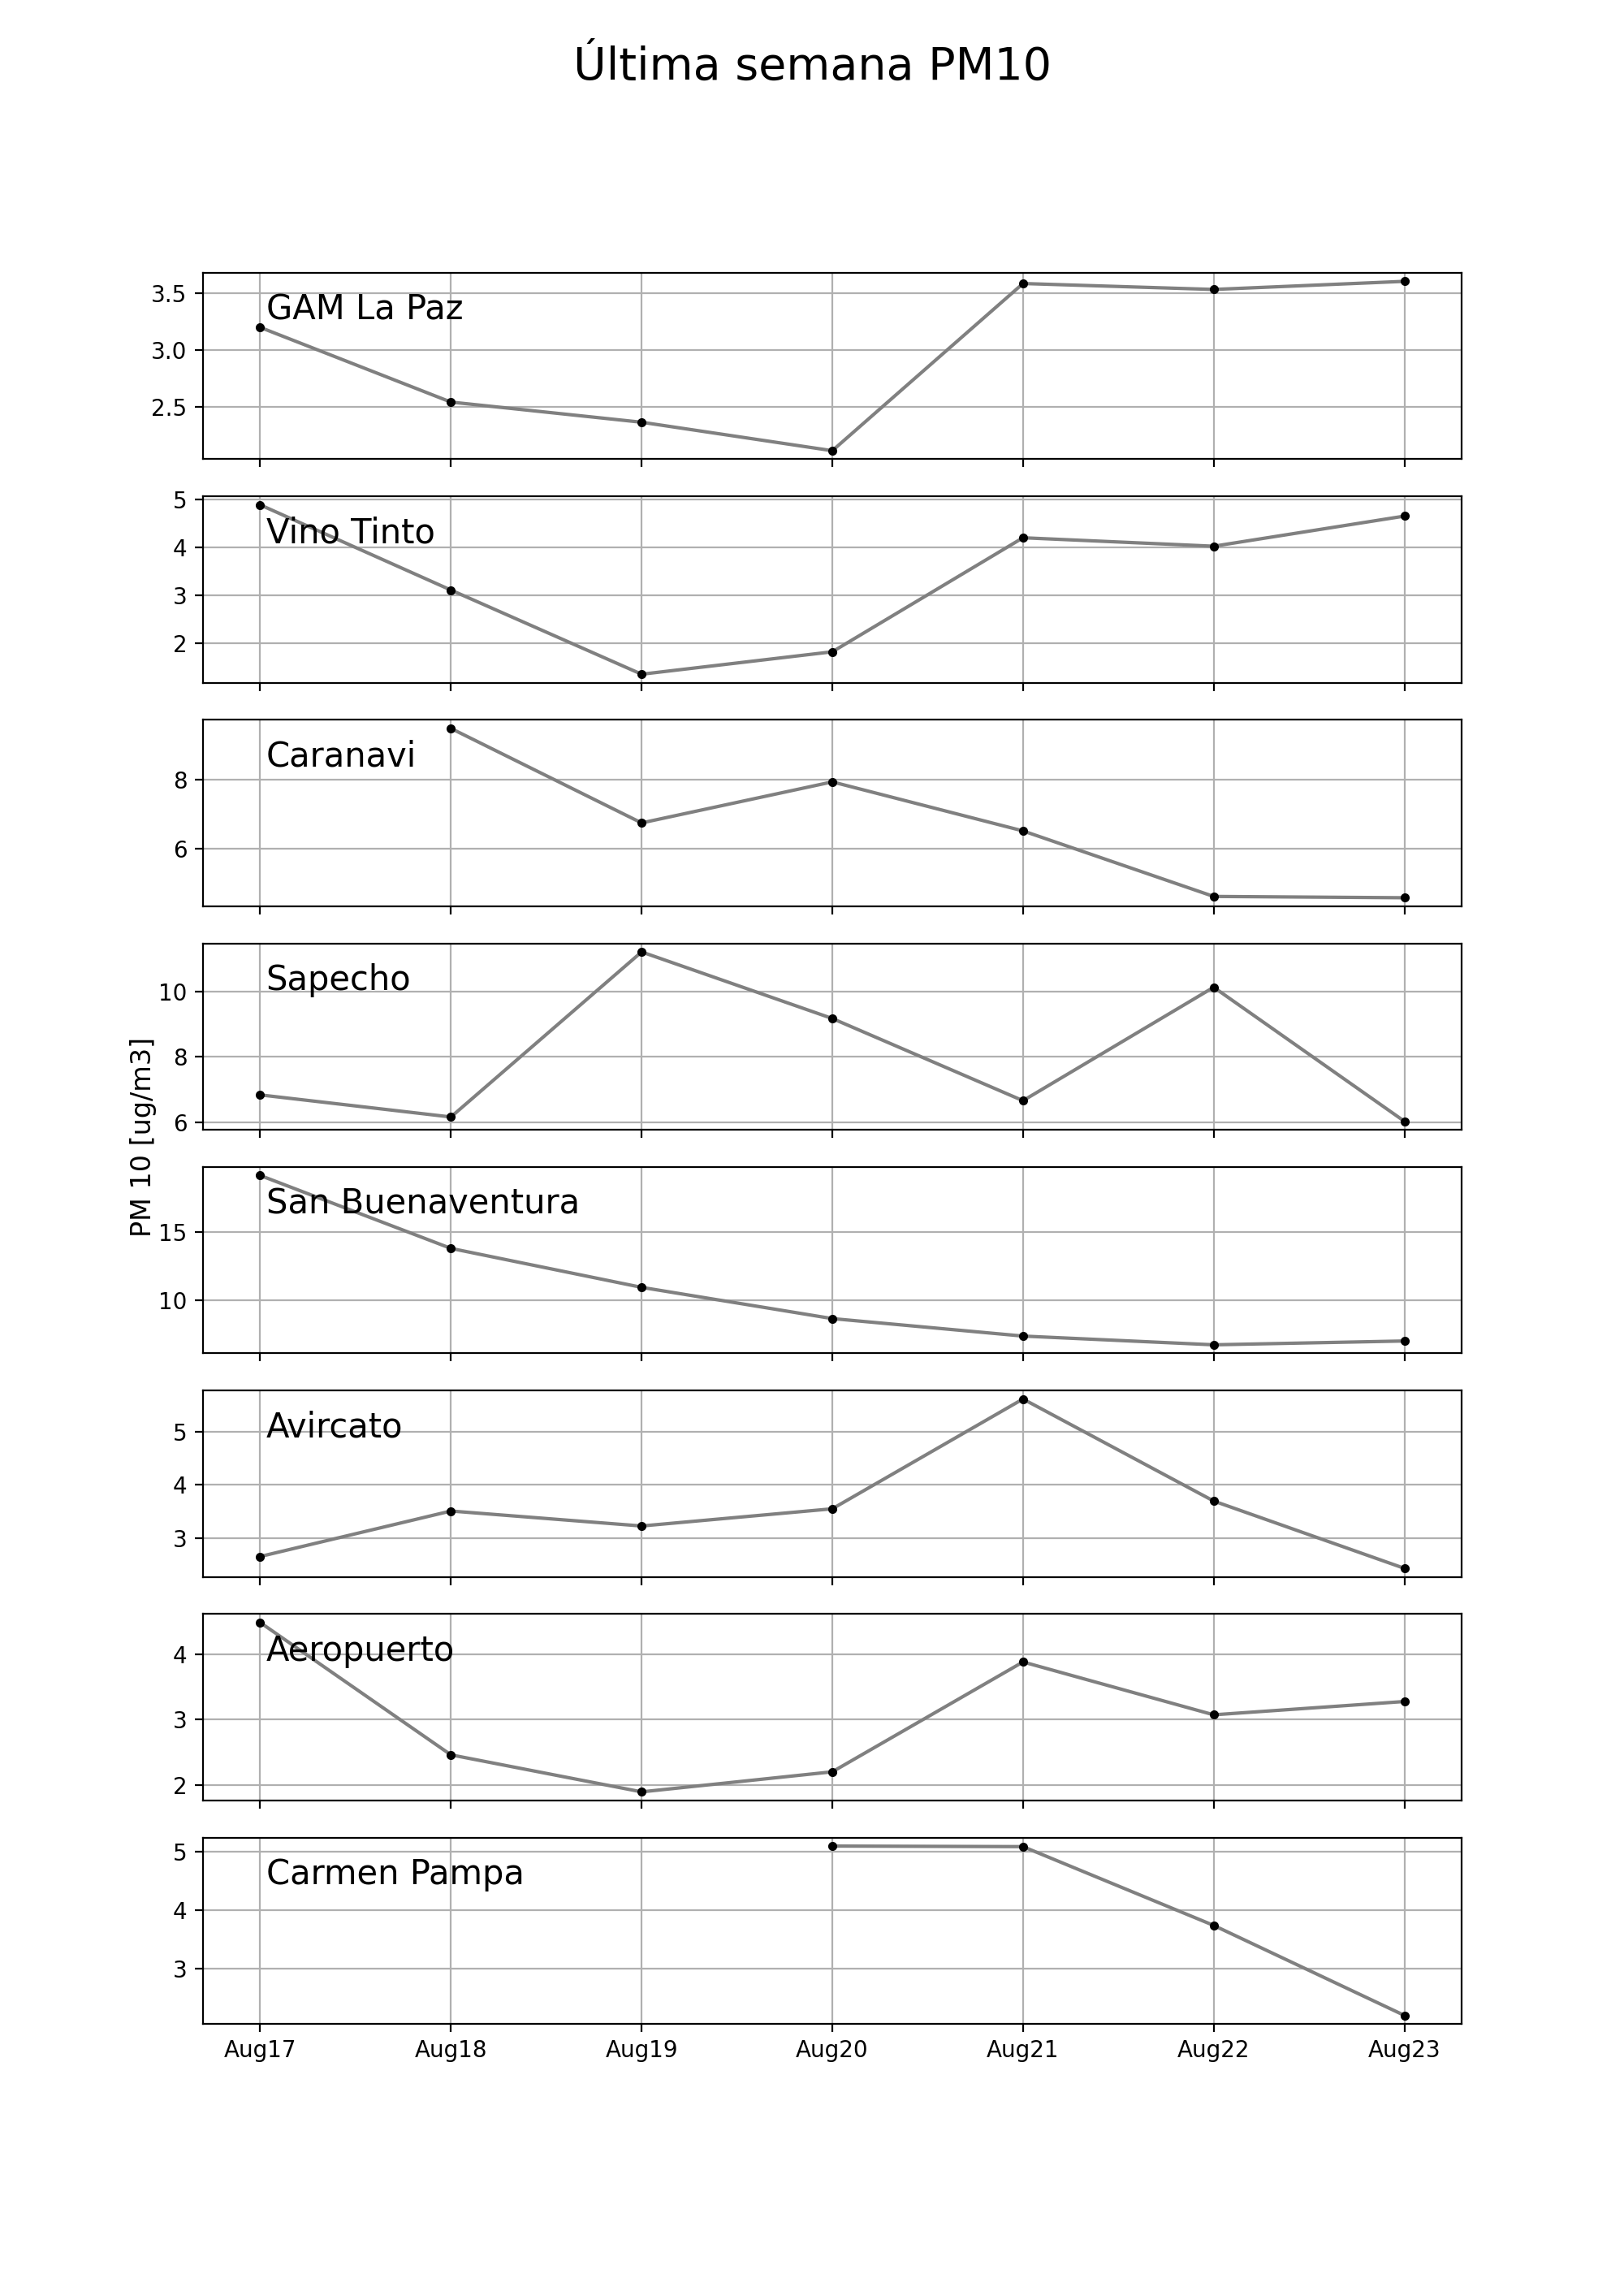 Última semana PM10
GAM La Paz
3.5
3.0
2.5
Vino Tinto
5
4
3
2
Caranavi
8
6
Sapecho
10
8
6
PM 10 [ug/m3]
San Buenaventura
15
10
Avircato
5
4
3
Aeropuerto
4
3
2
Carmen Pampa
5
4
3
Aug17 Aug18 Aug19 Aug20 Aug21 Aug22 Aug23